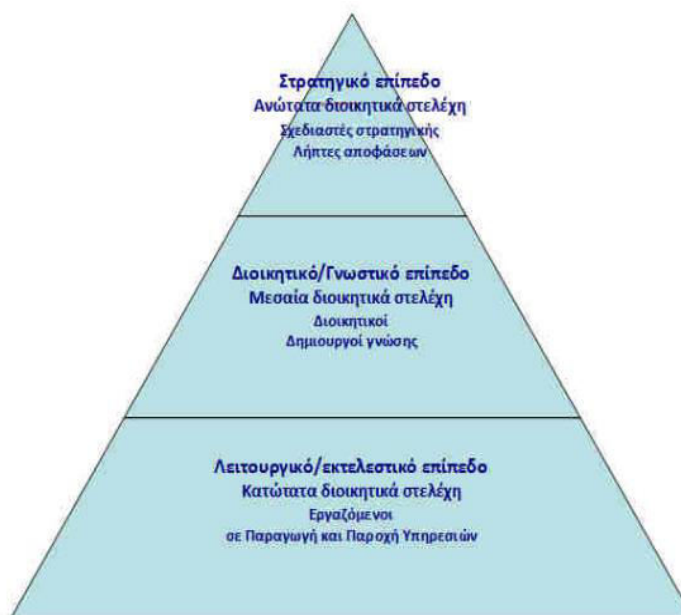 Στρατηγικό επίπεδο
Ανώτατα διοικητικά στελέχη
Σχεδιαστές στρατηγικής
Λήπτες αποφάσεων
Διοικητικό/Γνωστικό επίπεδο
Μεσαία διοικητικά στελέχη
Διοικητικοί
Δημιουργοί γνώσης
Λειτουργικό/εκτελεστικό επίπεδο
Κατώτατα διοικητικά στελέχη
Εργαζόμενοι
σε Παραγωγή και Παροχή Υπηρεσιών